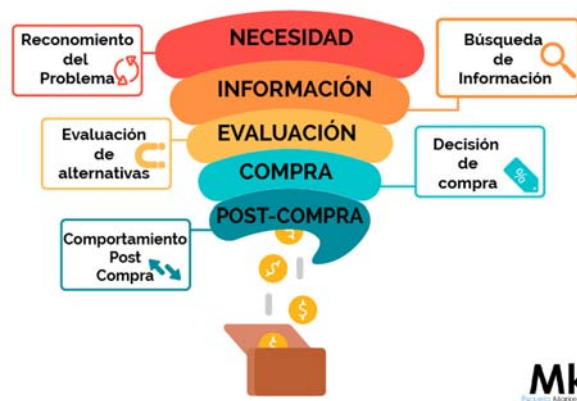 NECESIDAD
Reconomiento
del
Problema
Búsqueda
de
Información
INFORMACIÓN
EVALUACIÓN
Evaluación
de
alternativas
COMPRA
Decisión
de
compra
%
POST-COMPRA
Comportamiento
Post
Compra
$
$
$
Mk